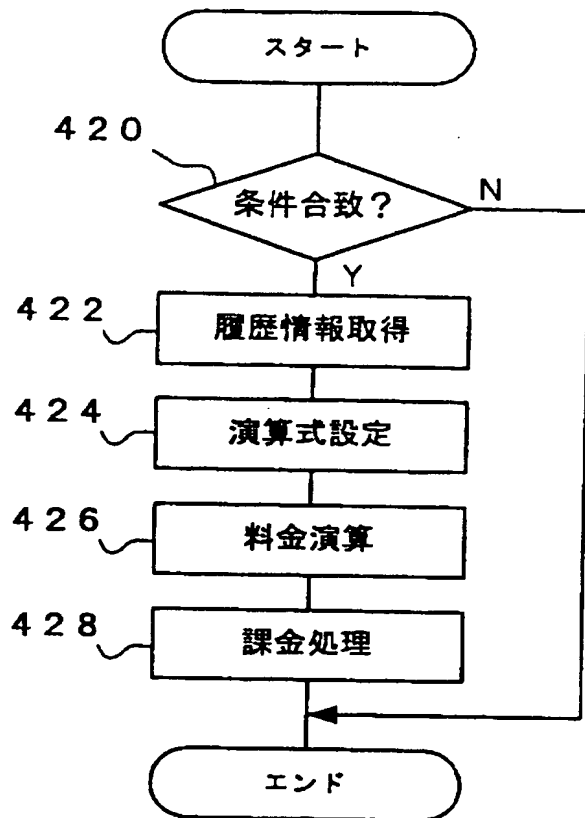 スタート
４２０
条件合致？
N
Y
４２２
履歴情報取得
４２４
演算式設定
４２６
料金演算
４２８
課金処理
エンド